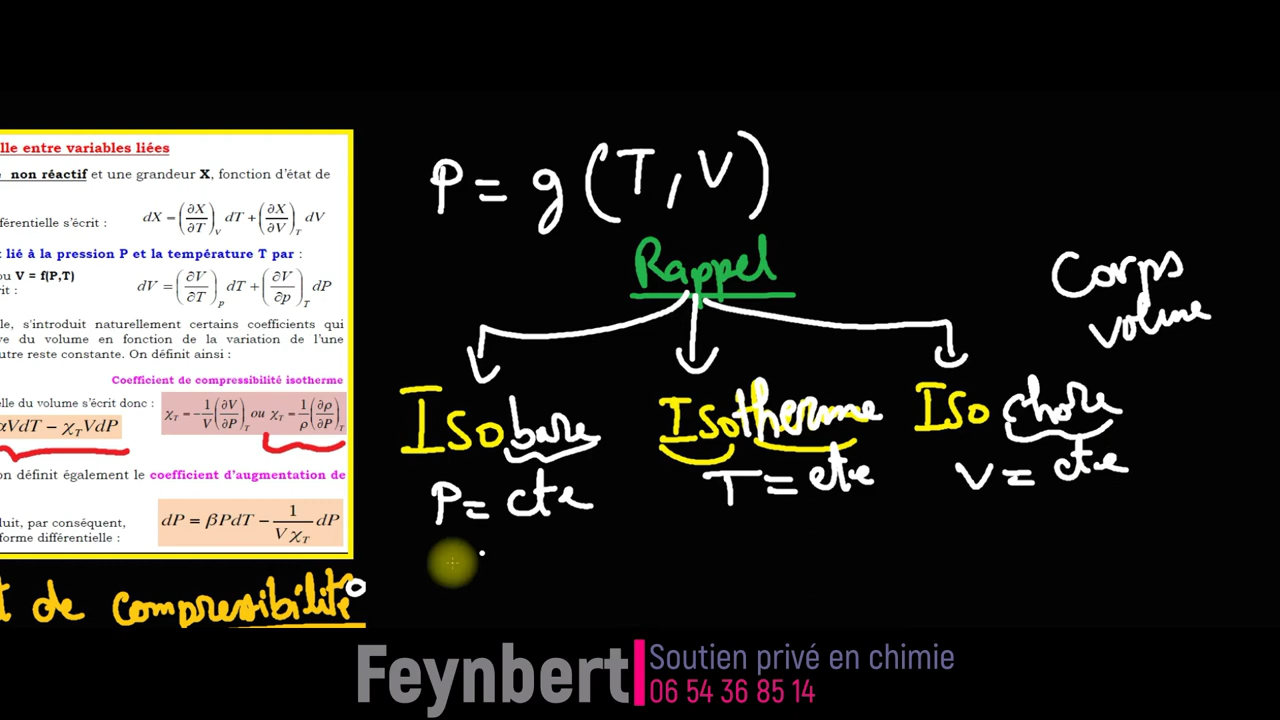 lle entre variables liées
non réactif et une grandeur X, fonction d'état de
fférentielle s'écrit : dX = (∂X/∂T)_V dT + (∂X/∂V)_T dV
t lié à la pression P et la température T par :
ou V = f(P,T)
rit : dV = (∂V/∂T)_p dT + (∂V/∂p)_T dP
le, s'introduit naturellement certains coefficients qui
ve du volume en fonction de la variation de l'une
utre reste constante. On définit ainsi :
Coefficient de compressibilité isotherme
elle du volume s'écrit donc : χ_T = -1/V (∂V/∂P)_T ou χ_T = 1/ρ (∂ρ/∂P)_T
αVdT − χ_T VdP
on définit également le coefficient d'augmentation de
duit, par conséquent,
forme différentielle : dP = βPdT − 1/(Vχ_T) dP
t de compressibilité
P = g (T, V)
Rappel
Corps
volume
Isobare Isotherme Isochore
P = cte T = cte V = cte
Feynbert
Soutien privé en chimie
06 54 36 85 14